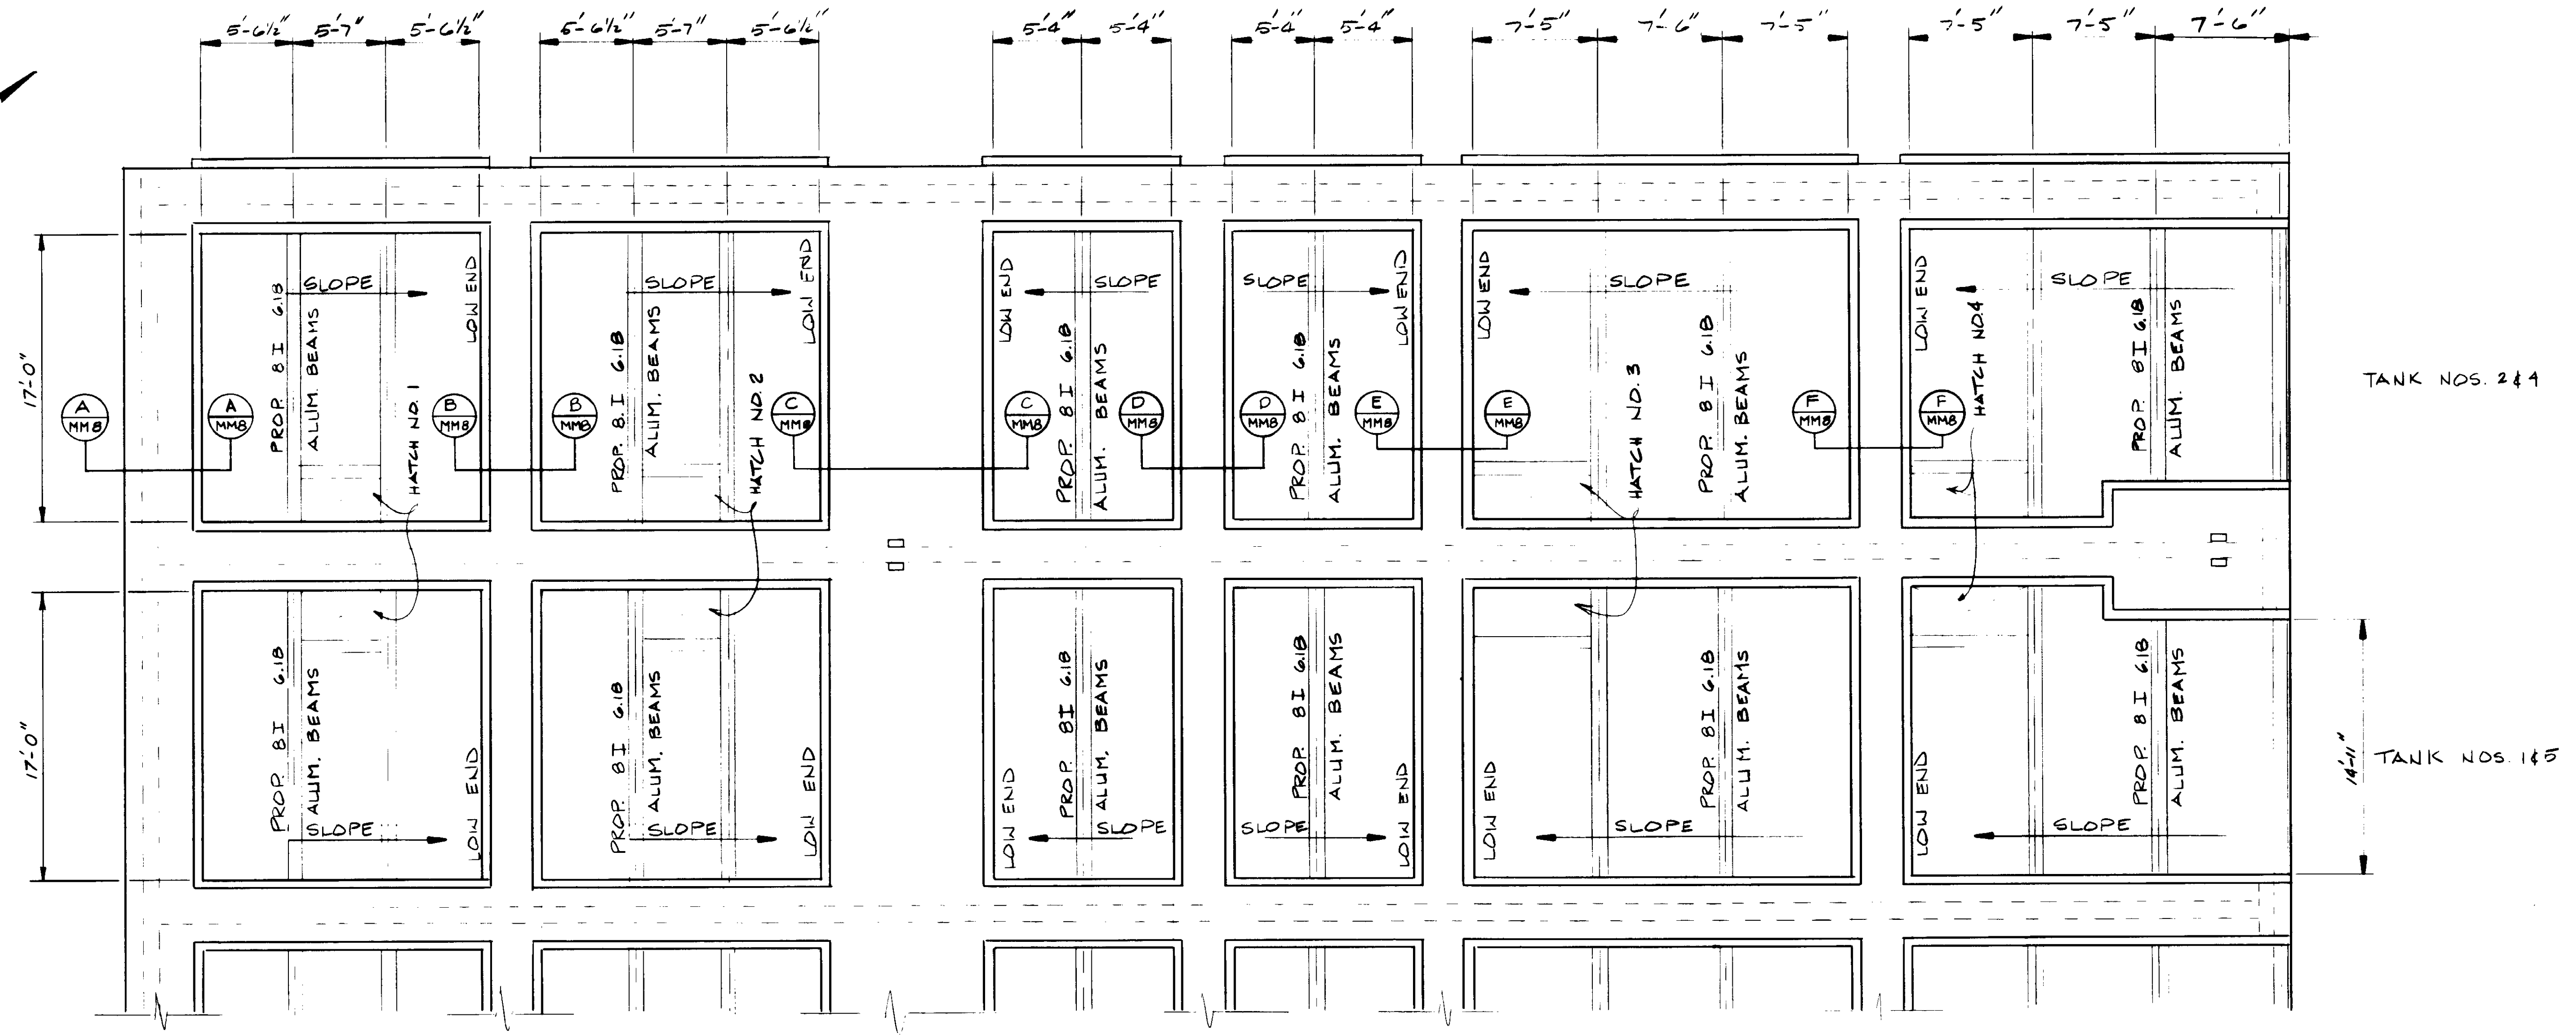 5'-6½" 5'-7" 5'-6½" 5'-6½" 5'-7" 5'-6½" 5'-4" 5'-4" 5'-4" 5'-4" 7'-5" 7'-6" 7'-5" 7'-5" 7'-5" 7'-6"
17'-0"
A MM8
A MM8
PROP. 8 I 6.18
ALUM. BEAMS
SLOPE
HATCH NO. 1
LOW END
B MM8
B MM8
PROP. 8 I 6.18
ALUM. BEAMS
SLOPE
HATCH NO. 2
LOW END
C MM8
LOW END
C MM8
PROP. 8 I 6.18
ALUM. BEAMS
SLOPE
D MM8
SLOPE
D MM8
PROP. 8 I 6.18
ALUM. BEAMS
LOW END
E MM8
LOW END
E MM8
SLOPE
HATCH NO. 3
PROP. 8 I 6.18
ALUM. BEAMS
F MM8
LOW END
F MM8
HATCH NO.4
SLOPE
PROP. 8 I 6.18
ALUM. BEAMS
TANK NOS. 2 & 4
17'-0"
PROP. 8 I 6.18
ALUM. BEAMS
SLOPE
LOW END
PROP. 8 I 6.18
ALUM. BEAMS
SLOPE
LOW END
LOW END
PROP. 8 I 6.18
ALUM. BEAMS
SLOPE
SLOPE
PROP. 8 I 6.18
ALUM. BEAMS
LOW END
LOW END
SLOPE
PROP. 8 I 6.18
ALUM. BEAMS
LOW END
SLOPE
PROP. 8 I 6.18
ALUM. BEAMS
14'-11"
TANK NOS. 1 & 5